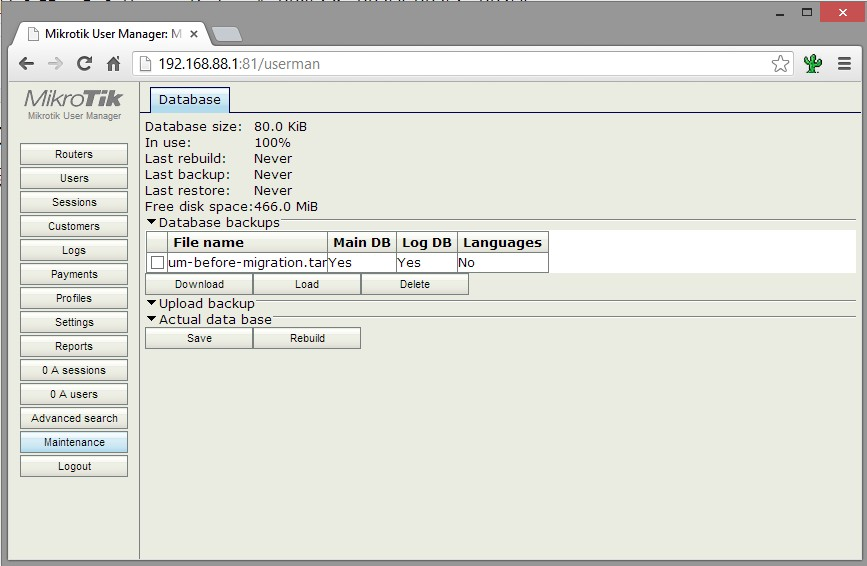 Mikrotik User Manager: M
192.168.88.1:81/userman
MikroTik
Mikrotik User Manager
Routers
Users
Sessions
Customers
Logs
Payments
Profiles
Settings
Reports
0 A sessions
0 A users
Advanced search
Maintenance
Logout
Database
Database size: 80.0 KiB
In use: 100%
Last rebuild: Never
Last backup: Never
Last restore: Never
Free disk space: 466.0 MiB
Database backups
File name Main DB Log DB Languages
um-before-migration.tar Yes Yes No
Download Load Delete
Upload backup
Actual data base
Save Rebuild